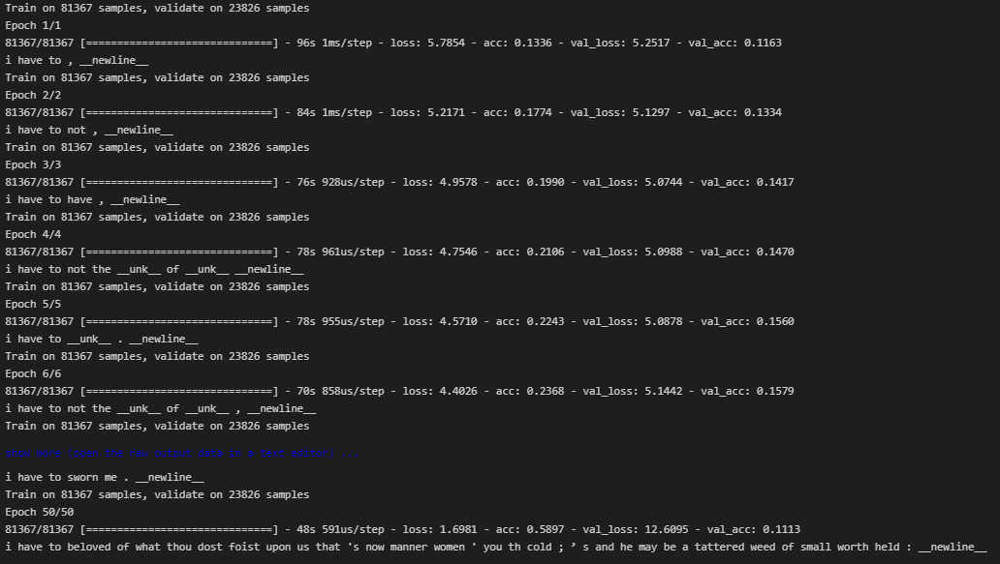 Train on 81367 samples, validate on 23826 samples
Epoch 1/1
81367/81367 [==============================] - 96s 1ms/step - loss: 5.7854 - acc: 0.1336 - val_loss: 5.2517 - val_acc: 0.1163
i have to , __newline__
Train on 81367 samples, validate on 23826 samples
Epoch 2/2
81367/81367 [==============================] - 84s 1ms/step - loss: 5.2171 - acc: 0.1774 - val_loss: 5.1297 - val_acc: 0.1334
i have to not , __newline__
Train on 81367 samples, validate on 23826 samples
Epoch 3/3
81367/81367 [==============================] - 76s 928us/step - loss: 4.9578 - acc: 0.1990 - val_loss: 5.0744 - val_acc: 0.1417
i have to have , __newline__
Train on 81367 samples, validate on 23826 samples
Epoch 4/4
81367/81367 [==============================] - 78s 961us/step - loss: 4.7546 - acc: 0.2106 - val_loss: 5.0988 - val_acc: 0.1470
i have to not the __unk__ of __unk__ __newline__
Train on 81367 samples, validate on 23826 samples
Epoch 5/5
81367/81367 [==============================] - 78s 955us/step - loss: 4.5710 - acc: 0.2243 - val_loss: 5.0878 - val_acc: 0.1560
i have to __unk__ . __newline__
Train on 81367 samples, validate on 23826 samples
Epoch 6/6
81367/81367 [==============================] - 70s 858us/step - loss: 4.4026 - acc: 0.2368 - val_loss: 5.1442 - val_acc: 0.1579
i have to not the __unk__ of __unk__ , __newline__
Train on 81367 samples, validate on 23826 samples
show more (open the raw output data in a text editor) ...
i have to sworn me . __newline__
Train on 81367 samples, validate on 23826 samples
Epoch 50/50
81367/81367 [==============================] - 48s 591us/step - loss: 1.6981 - acc: 0.5897 - val_loss: 12.6095 - val_acc: 0.1113
i have to beloved of what thou dost foist upon us that 's now manner women ' you th cold ; ’ s and he may be a tattered weed of small worth held : __newline__